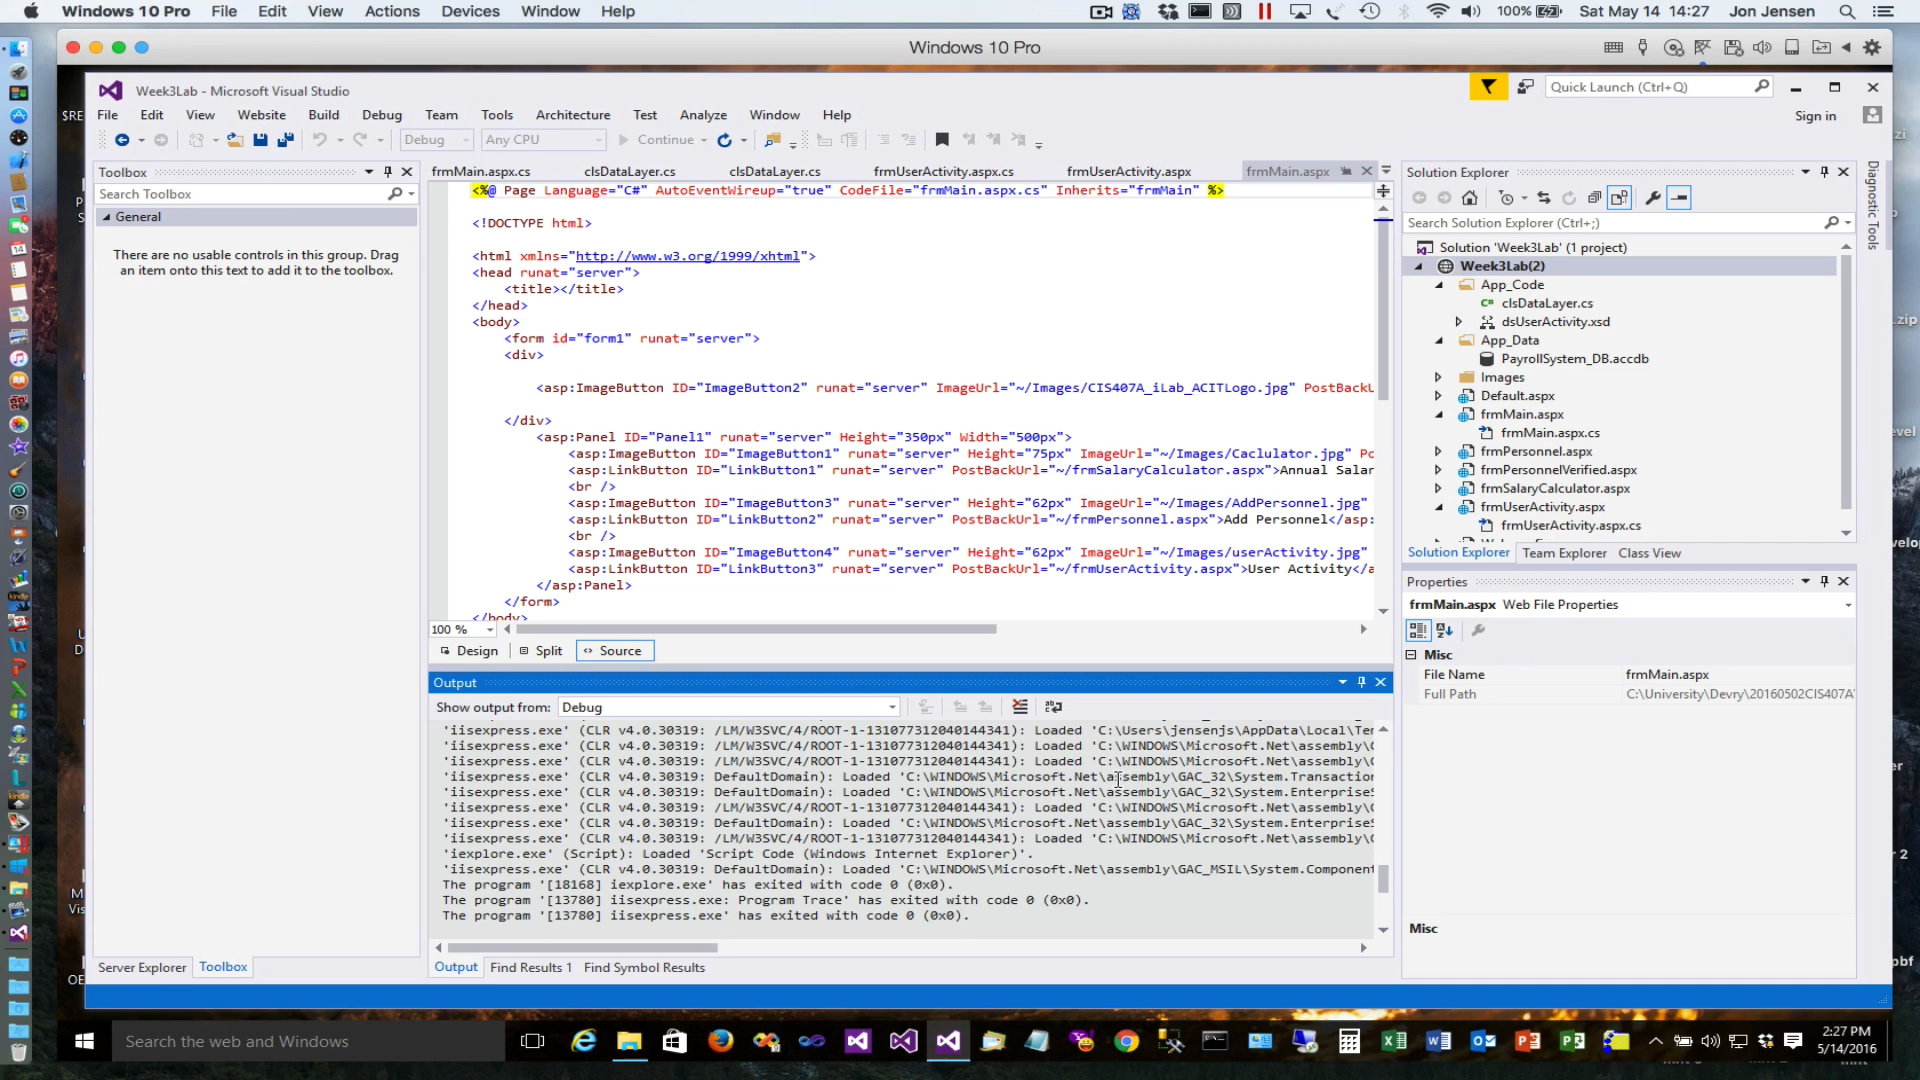 Windows 10 Pro File Edit View Actions Devices Window Help 100% Sat May 14 14:27 Jon Jensen
Windows 10 Pro
$RE
Week3Lab - Microsoft Visual Studio
Quick Launch (Ctrl+Q)
File Edit View Website Build Debug Team Tools Architecture Test Analyze Window Help
Sign in
Debug Any CPU Continue
Toolbox
Search Toolbox
General
There are no usable controls in this group. Drag
an item onto this text to add it to the toolbox.
Server Explorer Toolbox
frmMain.aspx.cs clsDataLayer.cs clsDataLayer.cs frmUserActivity.aspx.cs frmUserActivity.aspx frmMain.aspx
<%@ Page Language="C#" AutoEventWireup="true" CodeFile="frmMain.aspx.cs" Inherits="frmMain" %>
<!DOCTYPE html>
<html xmlns="http://www.w3.org/1999/xhtml">
<head runat="server">
<title></title>
</head>
<body>
<form id="form1" runat="server">
<div>
<asp:ImageButton ID="ImageButton2" runat="server" ImageUrl="~/Images/CIS407A_iLab_ACITLogo.jpg" PostBackU
</div>
<asp:Panel ID="Panel1" runat="server" Height="350px" Width="500px">
<asp:ImageButton ID="ImageButton1" runat="server" Height="75px" ImageUrl="~/Images/Caclulator.jpg" Po
<asp:LinkButton ID="LinkButton1" runat="server" PostBackUrl="~/frmSalaryCalculator.aspx">Annual Salar
<br />
<asp:ImageButton ID="ImageButton3" runat="server" Height="62px" ImageUrl="~/Images/AddPersonnel.jpg"
<asp:LinkButton ID="LinkButton2" runat="server" PostBackUrl="~/frmPersonnel.aspx">Add Personnel</asp:
<br />
<asp:ImageButton ID="ImageButton4" runat="server" Height="62px" ImageUrl="~/Images/userActivity.jpg"
<asp:LinkButton ID="LinkButton3" runat="server" PostBackUrl="~/frmUserActivity.aspx">User Activity</a
</asp:Panel>
</form>
</body>
100 %
Design Split Source
Output
Show output from: Debug
'iisexpress.exe' (CLR v4.0.30319: /LM/W3SVC/4/ROOT-1-131077312040144341): Loaded 'C:\Users\jensenjs\AppData\Local\Te
'iisexpress.exe' (CLR v4.0.30319: /LM/W3SVC/4/ROOT-1-131077312040144341): Loaded 'C:\WINDOWS\Microsoft.Net\assembly\
'iisexpress.exe' (CLR v4.0.30319: /LM/W3SVC/4/ROOT-1-131077312040144341): Loaded 'C:\WINDOWS\Microsoft.Net\assembly\
'iisexpress.exe' (CLR v4.0.30319: DefaultDomain): Loaded 'C:\WINDOWS\Microsoft.Net\assembly\GAC_32\System.Transaction
'iisexpress.exe' (CLR v4.0.30319: DefaultDomain): Loaded 'C:\WINDOWS\Microsoft.Net\assembly\GAC_32\System.Enterprise
'iisexpress.exe' (CLR v4.0.30319: /LM/W3SVC/4/ROOT-1-131077312040144341): Loaded 'C:\WINDOWS\Microsoft.Net\assembly\
'iisexpress.exe' (CLR v4.0.30319: DefaultDomain): Loaded 'C:\WINDOWS\Microsoft.Net\assembly\GAC_32\System.Enterprise
'iisexpress.exe' (CLR v4.0.30319: /LM/W3SVC/4/ROOT-1-131077312040144341): Loaded 'C:\WINDOWS\Microsoft.Net\assembly\
'iexplore.exe' (Script): Loaded 'Script Code (Windows Internet Explorer)'.
'iisexpress.exe' (CLR v4.0.30319: DefaultDomain): Loaded 'C:\WINDOWS\Microsoft.Net\assembly\GAC_MSIL\System.Component
The program '[18168] iexplore.exe' has exited with code 0 (0x0).
The program '[13780] iisexpress.exe: Program Trace' has exited with code 0 (0x0).
The program '[13780] iisexpress.exe' has exited with code 0 (0x0).
Output Find Results 1 Find Symbol Results
Solution Explorer
Search Solution Explorer (Ctrl+;)
Solution 'Week3Lab' (1 project)
Week3Lab(2)
App_Code
clsDataLayer.cs
dsUserActivity.xsd
App_Data
PayrollSystem_DB.accdb
Images
Default.aspx
frmMain.aspx
frmMain.aspx.cs
frmPersonnel.aspx
frmPersonnelVerified.aspx
frmSalaryCalculator.aspx
frmUserActivity.aspx
frmUserActivity.aspx.cs
Solution Explorer Team Explorer Class View
Properties
frmMain.aspx Web File Properties
Misc
File Name frmMain.aspx
Full Path C:\University\Devry\20160502CIS407A
Misc
Diagnostic Tools
.zip
Search the web and Windows
2:27 PM
5/14/2016